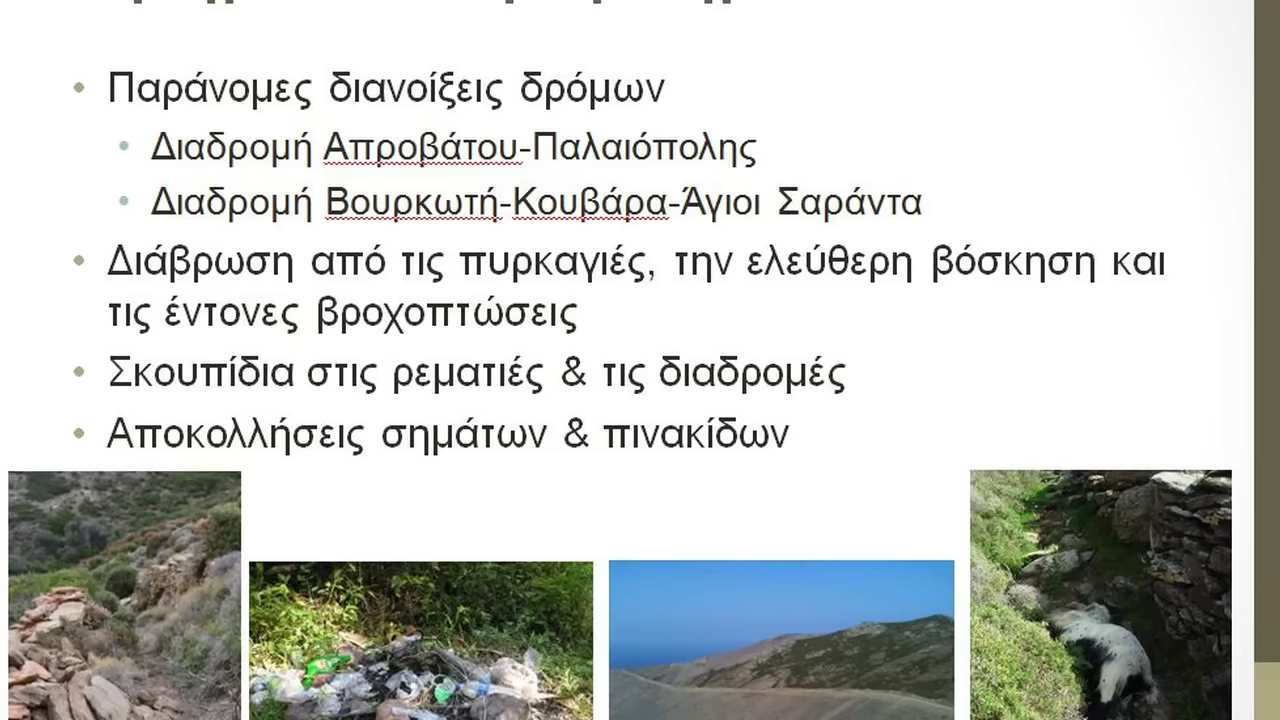 • Παράνομες διανοίξεις δρόμων
• Διαδρομή Απροβάτου-Παλαιόπολης
• Διαδρομή Βουρκωτή-Κουβάρα-Άγιοι Σαράντα
• Διάβρωση από τις πυρκαγιές, την ελεύθερη βόσκηση και
τις έντονες βροχοπτώσεις
• Σκουπίδια στις ρεματιές & τις διαδρομές
• Αποκολλήσεις σημάτων & πινακίδων